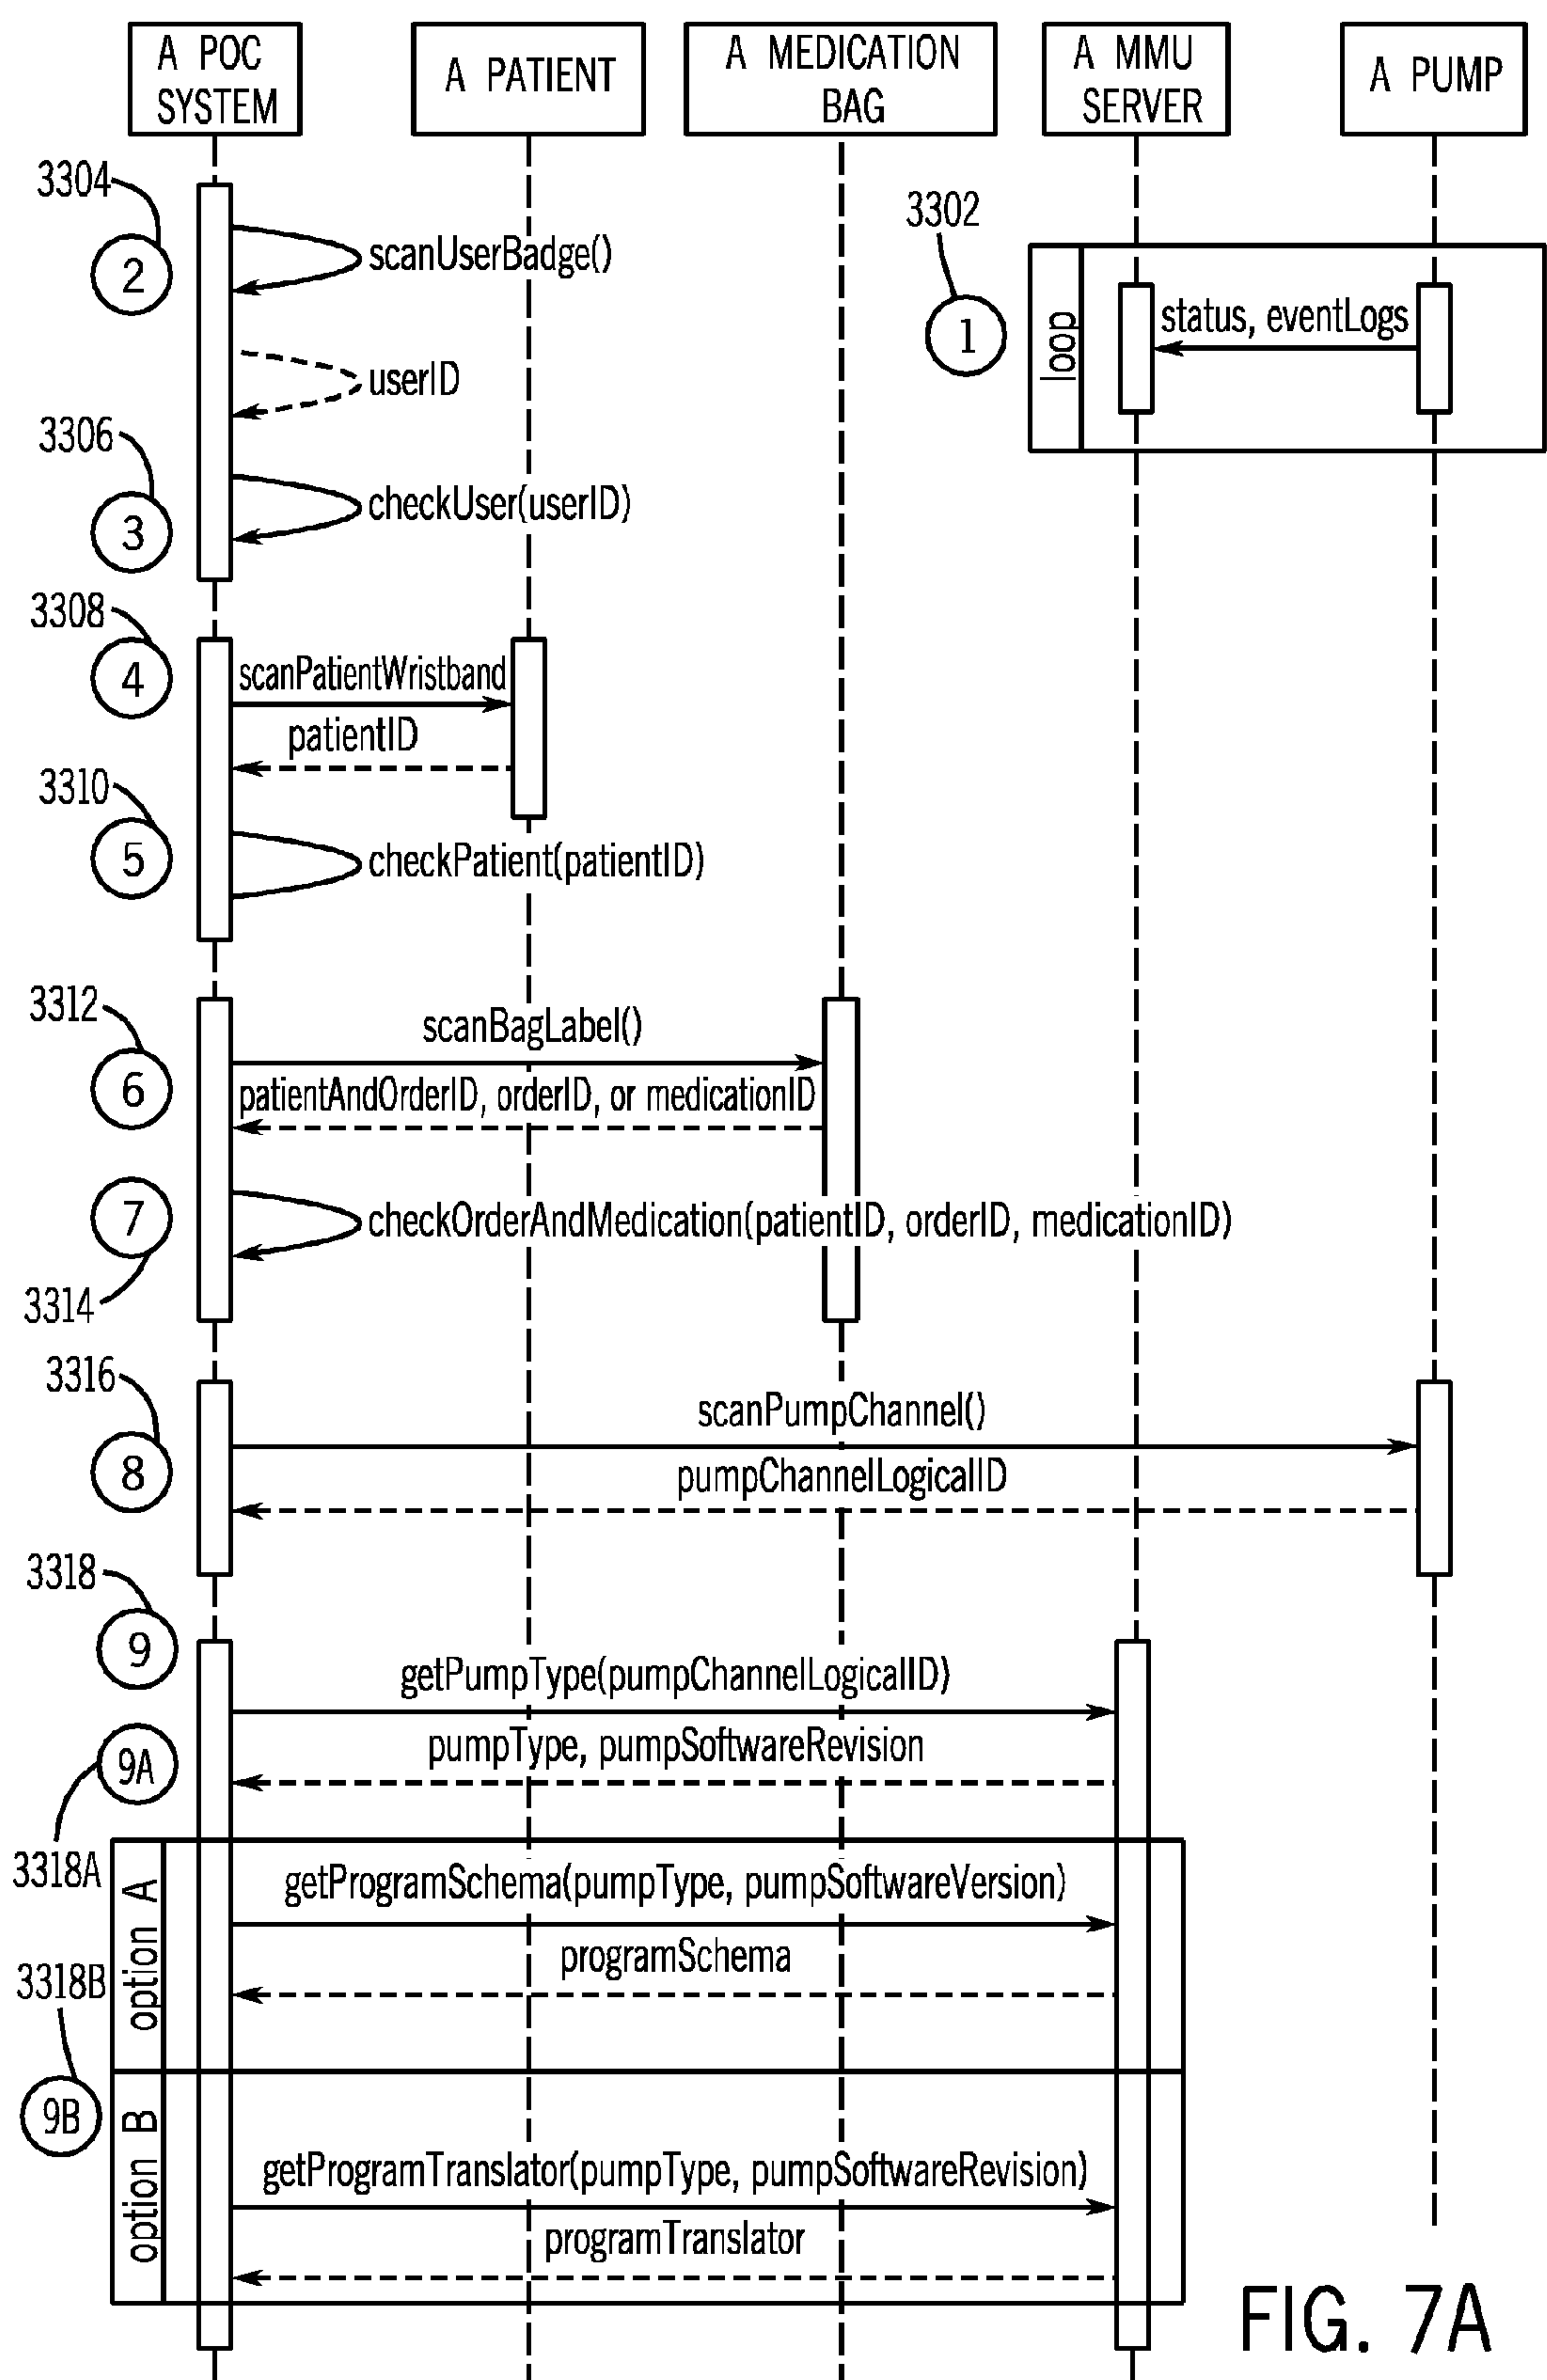 A POC
SYSTEM
A PATIENT
A MEDICATION
BAG
A MMU
SERVER
A PUMP
3304
2
scanUserBadge()
3302
1
loop
status, eventLogs
userID
3306
3
checkUser(userID)
3308
4
scanPatientWristband
patientID
3310
5
checkPatient(patientID)
3312
6
scanBagLabel()
patientAndOrderID, orderID, or medicationID
7
checkOrderAndMedication(patientID, orderID, medicationID)
3314
3316
8
scanPumpChannel()
pumpChannelLogicalID
3318
9
getPumpType(pumpChannelLogicalID)
9A
pumpType, pumpSoftwareRevision
3318A
option A
getProgramSchema(pumpType, pumpSoftwareVersion)
programSchema
3318B
9B
option B
getProgramTranslator(pumpType, pumpSoftwareRevision)
programTranslator
FIG. 7A